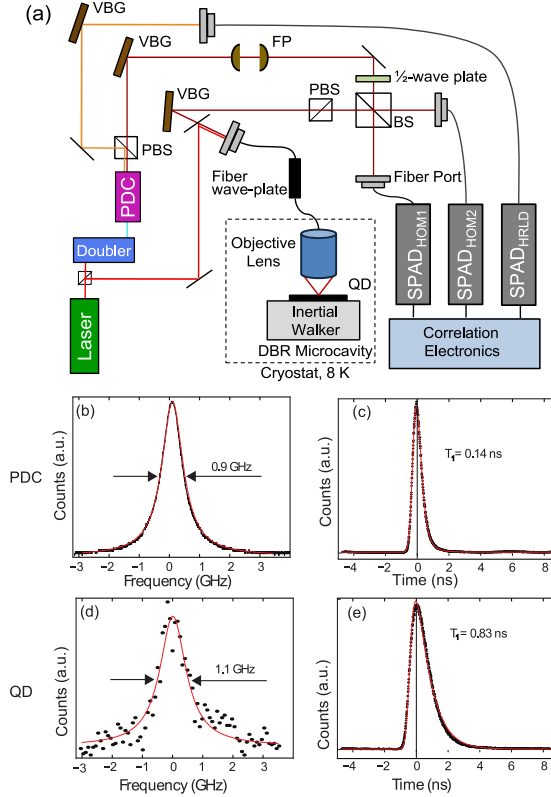 (a)
VBG
VBG
FP
½-wave plate
VBG
PBS
BS
PBS
Fiber
wave-plate
Fiber Port
PDC
SPAD_HOM1
SPAD_HOM2
SPAD_HRLD
Doubler
Objective
Lens
QD
Inertial
Walker
DBR Microcavity
Cryostat, 8 K
Laser
Correlation
Electronics
PDC
(b)
Counts (a.u.)
0.9 GHz
−3 −2 −1 0 1 2 3
Frequency (GHz)
(c)
Counts (a.u.)
T1= 0.14 ns
−4 −2 0 2 4 6 8
Time (ns)
QD
(d)
Counts (a.u.)
1.1 GHz
−3 −2 −1 0 1 2 3
Frequency (GHz)
(e)
Counts (a.u.)
T1= 0.83 ns
−4 −2 0 2 4 6 8
Time (ns)